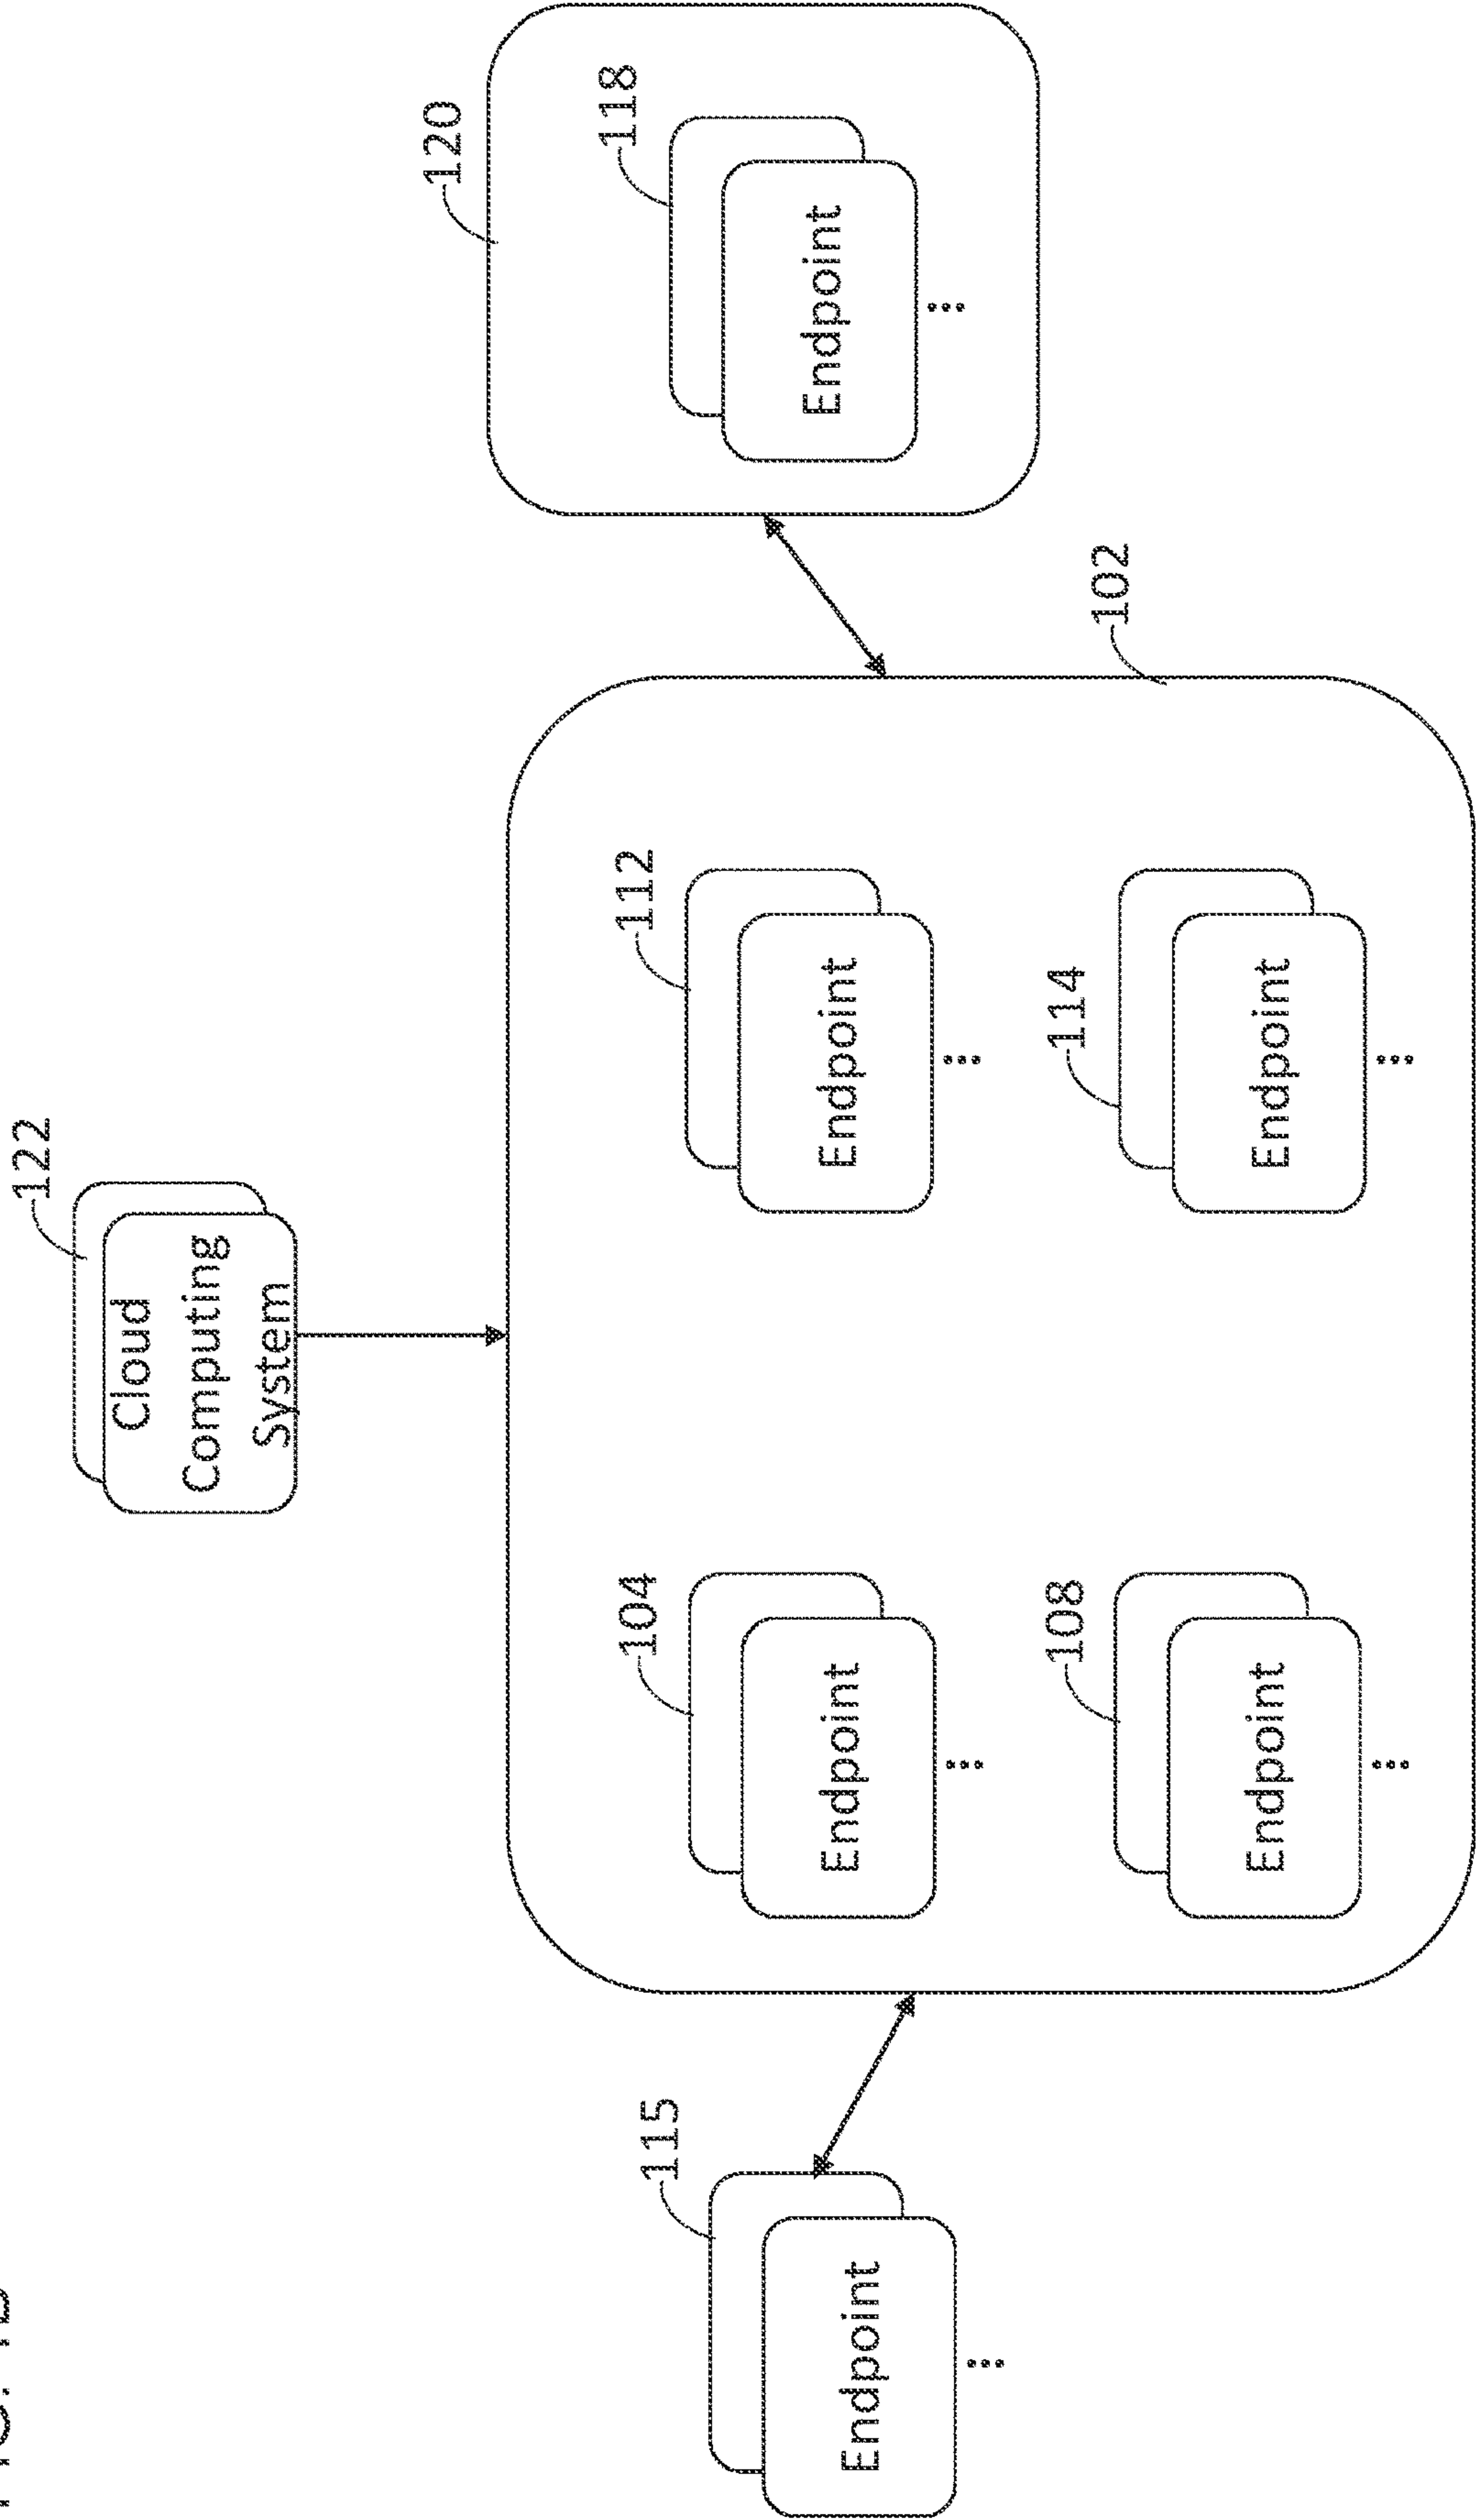 122
Cloud
Computing
System
120
115
104
112
118
Endpoint
Endpoint
Endpoint
Endpoint
...
...
...
...
108
114
102
Endpoint
Endpoint
...
...